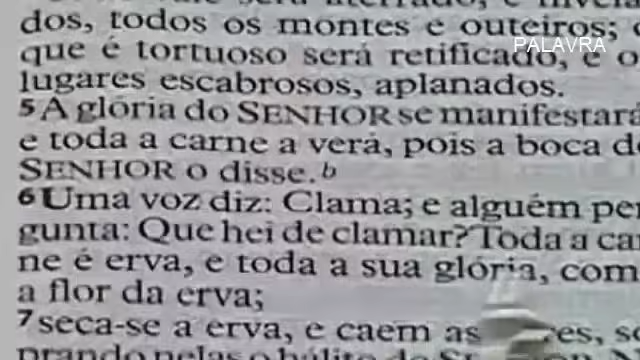 dos, todos os montes e outeiros;
que é tortuoso será retificado, e o
PALAVRA
lugares escabrosos, aplanados.
5 A glória do SENHOR se manifestará
e toda a carne a verá, pois a boca do
SENHOR o disse.b
6 Uma voz diz: Clama; e alguém per
gunta: Que hei de clamar? Toda a car
ne é erva, e toda a sua glória, com
a flor da erva;
7 seca-se a erva, e caem as